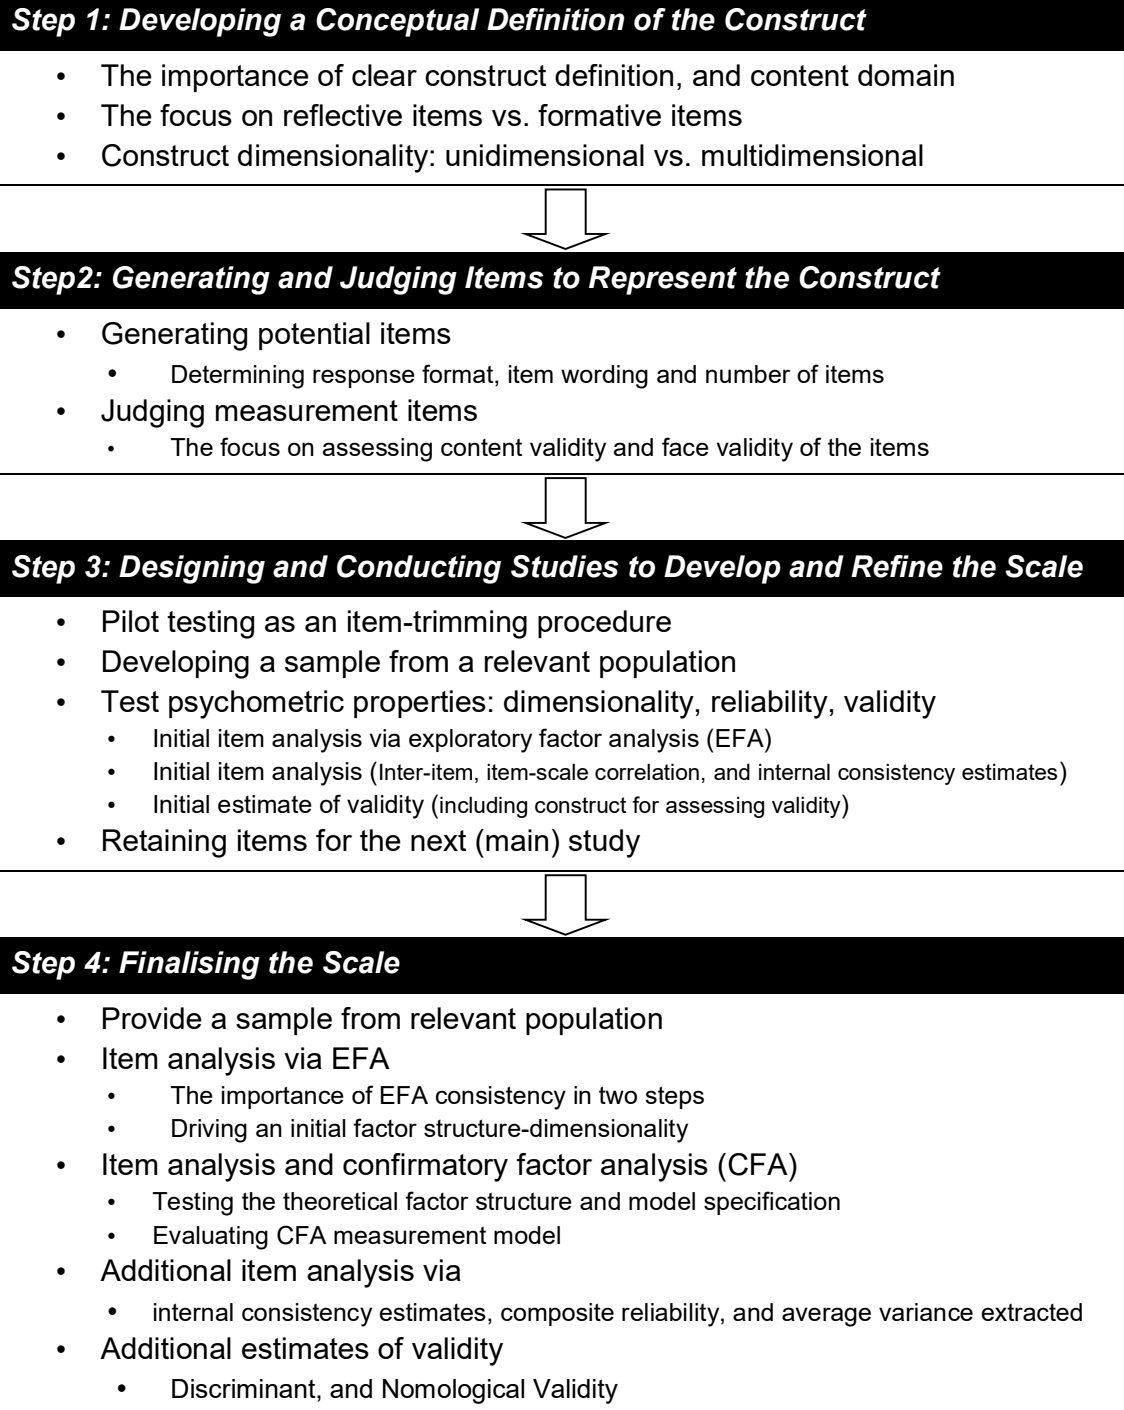 Step 1: Developing a Conceptual Definition of the Construct
• The importance of clear construct definition, and content domain
• The focus on reflective items vs. formative items
• Construct dimensionality: unidimensional vs. multidimensional
Step2: Generating and Judging Items to Represent the Construct
• Generating potential items
• Determining response format, item wording and number of items
• Judging measurement items
• The focus on assessing content validity and face validity of the items
Step 3: Designing and Conducting Studies to Develop and Refine the Scale
• Pilot testing as an item-trimming procedure
• Developing a sample from a relevant population
• Test psychometric properties: dimensionality, reliability, validity
• Initial item analysis via exploratory factor analysis (EFA)
• Initial item analysis (Inter-item, item-scale correlation, and internal consistency estimates)
• Initial estimate of validity (including construct for assessing validity)
• Retaining items for the next (main) study
Step 4: Finalising the Scale
• Provide a sample from relevant population
• Item analysis via EFA
• The importance of EFA consistency in two steps
• Driving an initial factor structure-dimensionality
• Item analysis and confirmatory factor analysis (CFA)
• Testing the theoretical factor structure and model specification
• Evaluating CFA measurement model
• Additional item analysis via
• internal consistency estimates, composite reliability, and average variance extracted
• Additional estimates of validity
• Discriminant, and Nomological Validity